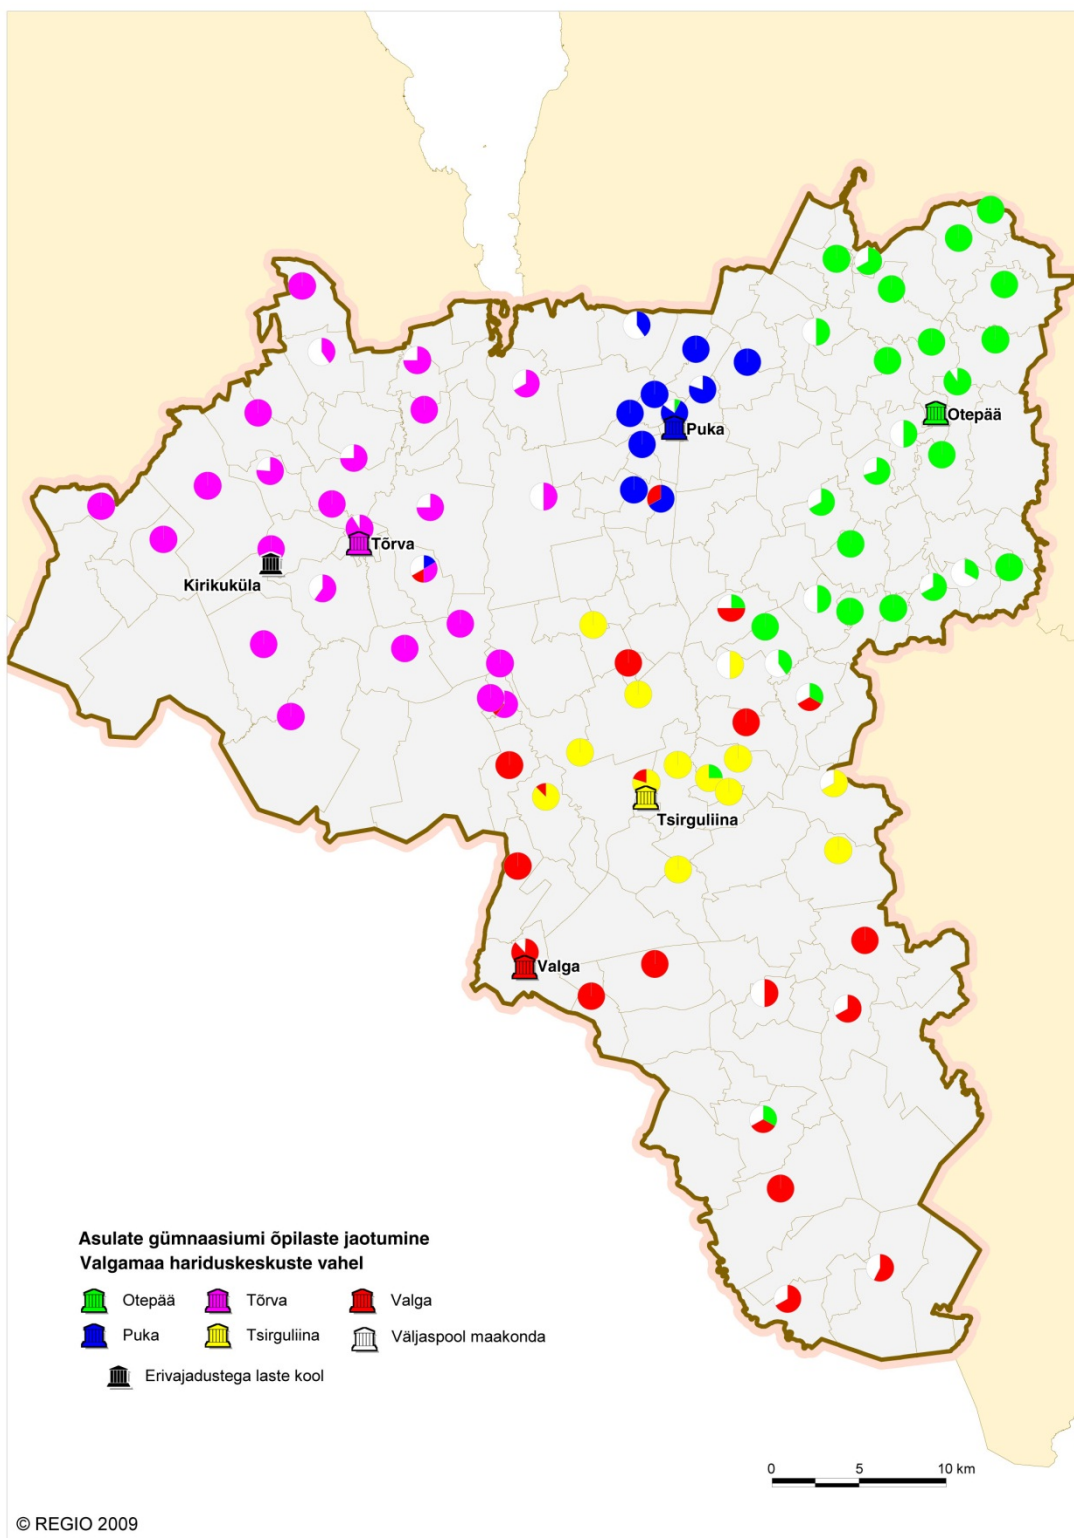 Otepää
Puka
Tõrva
Kirikuküla
Tsirguliina
Valga
Asulate gümnaasiumi õpilaste jaotumine
Valgamaa hariduskeskuste vahel
Otepää Tõrva Valga
Puka Tsirguliina Väljaspool maakonda
Erivajadustega laste kool
0 5 10 km
© REGIO 2009